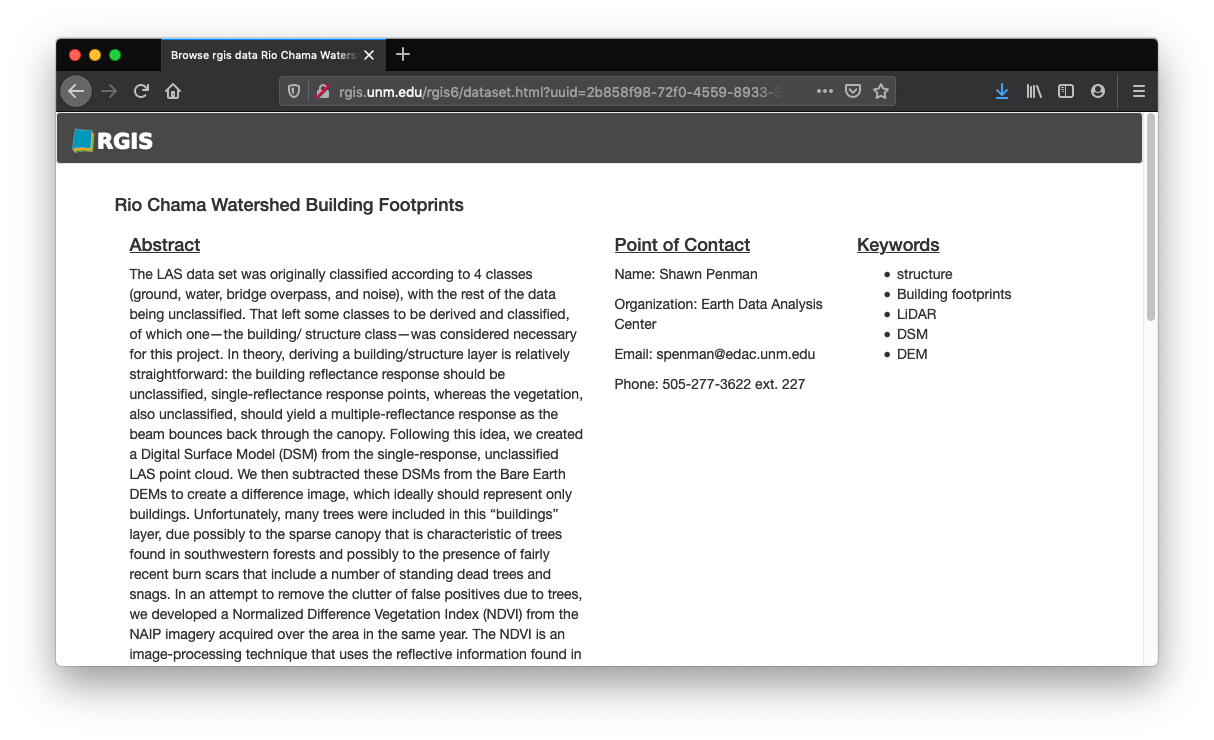 Browse rgis data Rio Chama Waters
rgis.unm.edu/rgis6/dataset.html?uuid=2b858f98-72f0-4559-8933-3
RGIS
Rio Chama Watershed Building Footprints
Abstract
The LAS data set was originally classified according to 4 classes
(ground, water, bridge overpass, and noise), with the rest of the data
being unclassified. That left some classes to be derived and classified,
of which one—the building/ structure class—was considered necessary
for this project. In theory, deriving a building/structure layer is relatively
straightforward: the building reflectance response should be
unclassified, single-reflectance response points, whereas the vegetation,
also unclassified, should yield a multiple-reflectance response as the
beam bounces back through the canopy. Following this idea, we created
a Digital Surface Model (DSM) from the single-response, unclassified
LAS point cloud. We then subtracted these DSMs from the Bare Earth
DEMs to create a difference image, which ideally should represent only
buildings. Unfortunately, many trees were included in this “buildings”
layer, due possibly to the sparse canopy that is characteristic of trees
found in southwestern forests and possibly to the presence of fairly
recent burn scars that include a number of standing dead trees and
snags. In an attempt to remove the clutter of false positives due to trees,
we developed a Normalized Difference Vegetation Index (NDVI) from the
NAIP imagery acquired over the area in the same year. The NDVI is an
image-processing technique that uses the reflective information found in
Point of Contact
Name: Shawn Penman
Organization: Earth Data Analysis
Center
Email: spenman@edac.unm.edu
Phone: 505-277-3622 ext. 227
Keywords
structure
Building footprints
LiDAR
DSM
DEM